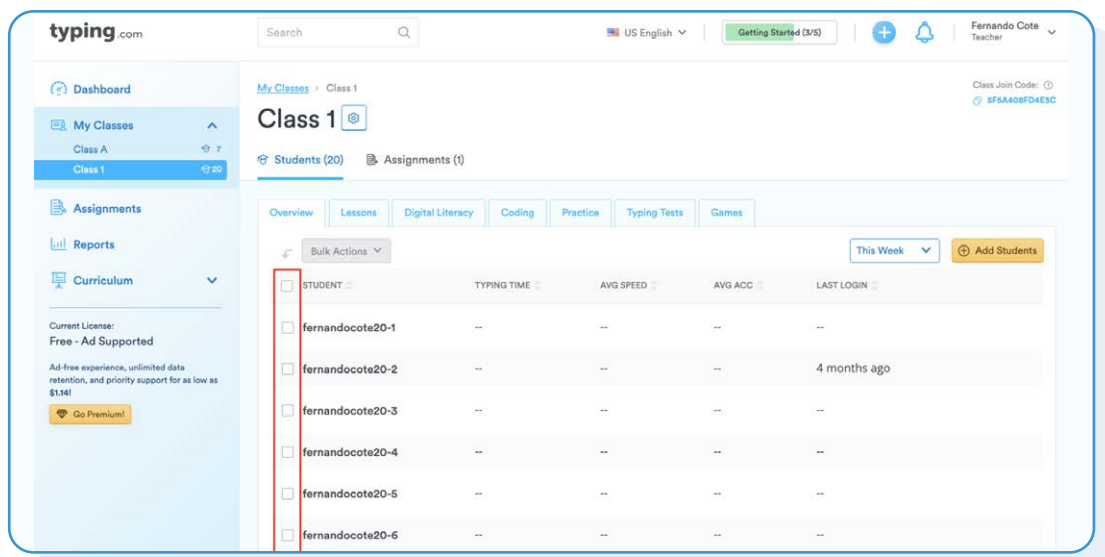 typing.com
Search
US English
Getting Started (3/5)
Fernando Cote
Teacher
Dashboard
My Classes
Class A 7
Class 1 20
Assignments
Reports
Curriculum
Current License:
Free - Ad Supported
Ad-free experience, unlimited data
retention, and priority support for as low as
$1.14!
Go Premium!
My Classes › Class 1
Class Join Code:
SF5A408FD4E3C
Class 1
Students (20) Assignments (1)
Overview Lessons Digital Literacy Coding Practice Typing Tests Games
Bulk Actions This Week Add Students
STUDENT TYPING TIME AVG SPEED AVG ACC LAST LOGIN
fernandocote20-1 -- -- -- --
fernandocote20-2 -- -- -- 4 months ago
fernandocote20-3 -- -- -- --
fernandocote20-4 -- -- -- --
fernandocote20-5 -- -- -- --
fernandocote20-6 -- -- -- --